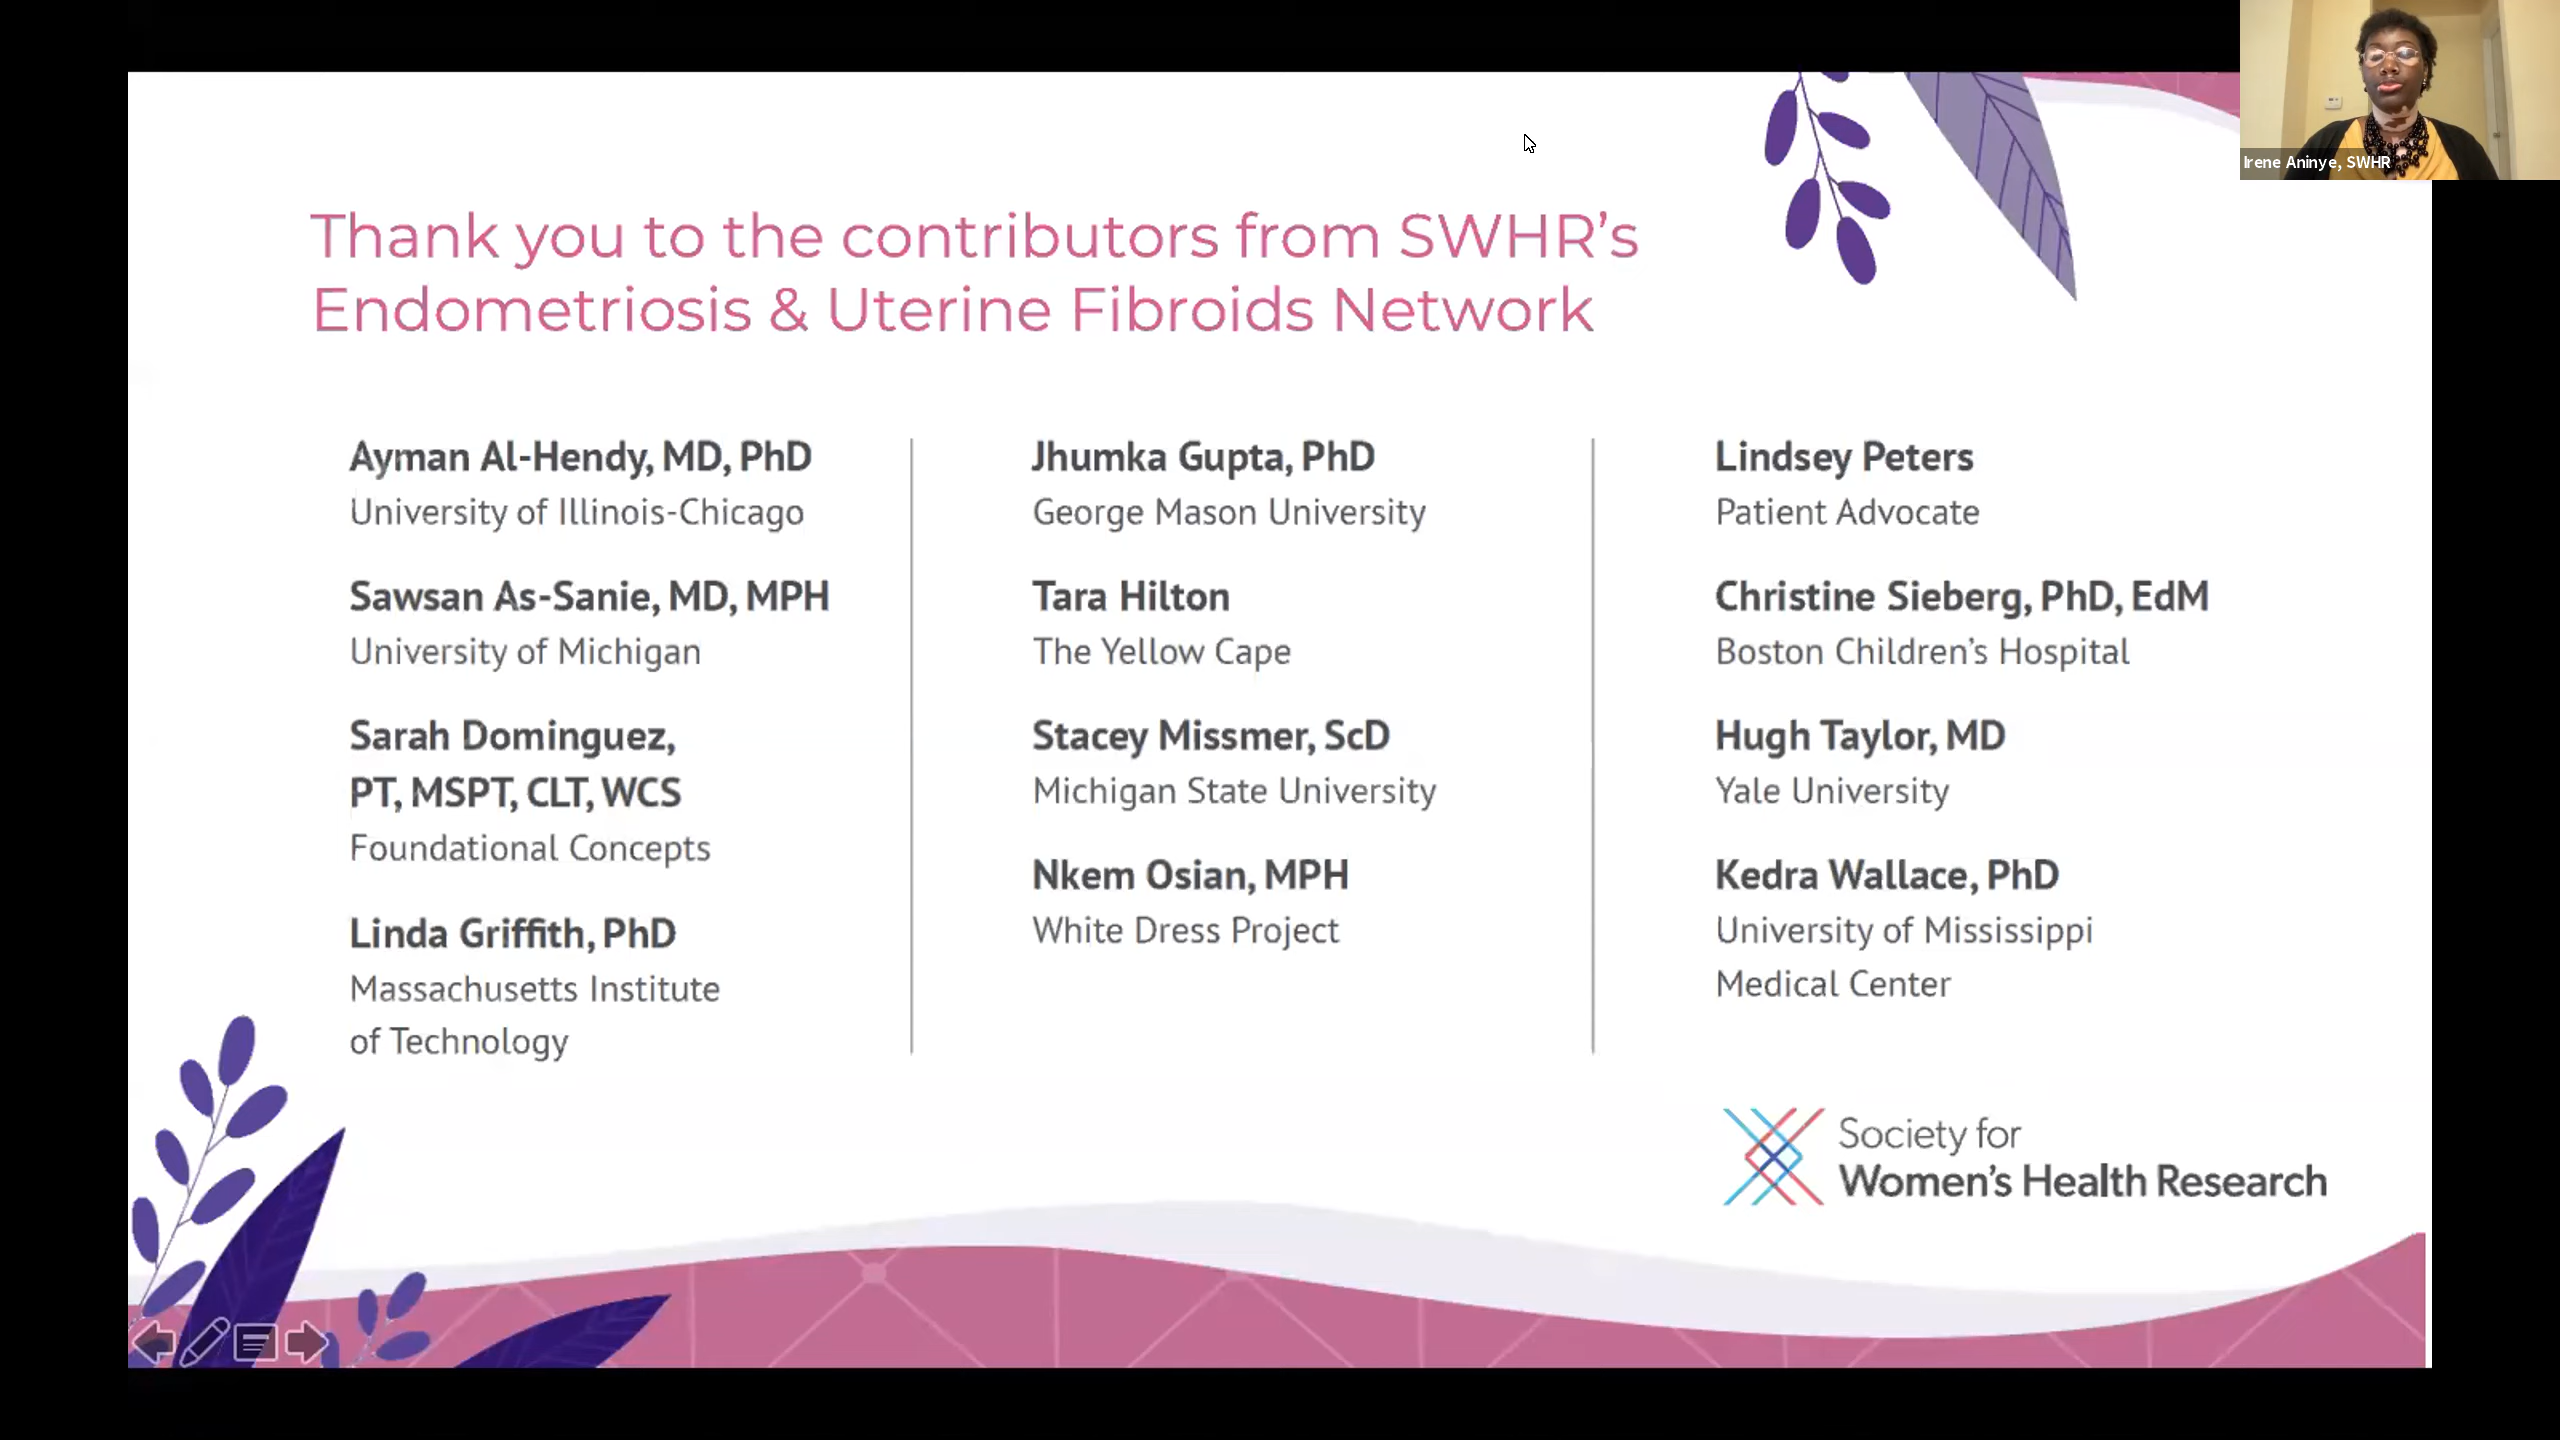 Irene Aninye, SWHR
Thank you to the contributors from SWHR’s
Endometriosis & Uterine Fibroids Network
Ayman Al-Hendy, MD, PhD
University of Illinois-Chicago
Sawsan As-Sanie, MD, MPH
University of Michigan
Sarah Dominguez,
PT, MSPT, CLT, WCS
Foundational Concepts
Linda Griffith, PhD
Massachusetts Institute
of Technology
Jhumka Gupta, PhD
George Mason University
Tara Hilton
The Yellow Cape
Stacey Missmer, ScD
Michigan State University
Nkem Osian, MPH
White Dress Project
Lindsey Peters
Patient Advocate
Christine Sieberg, PhD, EdM
Boston Children’s Hospital
Hugh Taylor, MD
Yale University
Kedra Wallace, PhD
University of Mississippi
Medical Center
Society for
Women’s Health Research